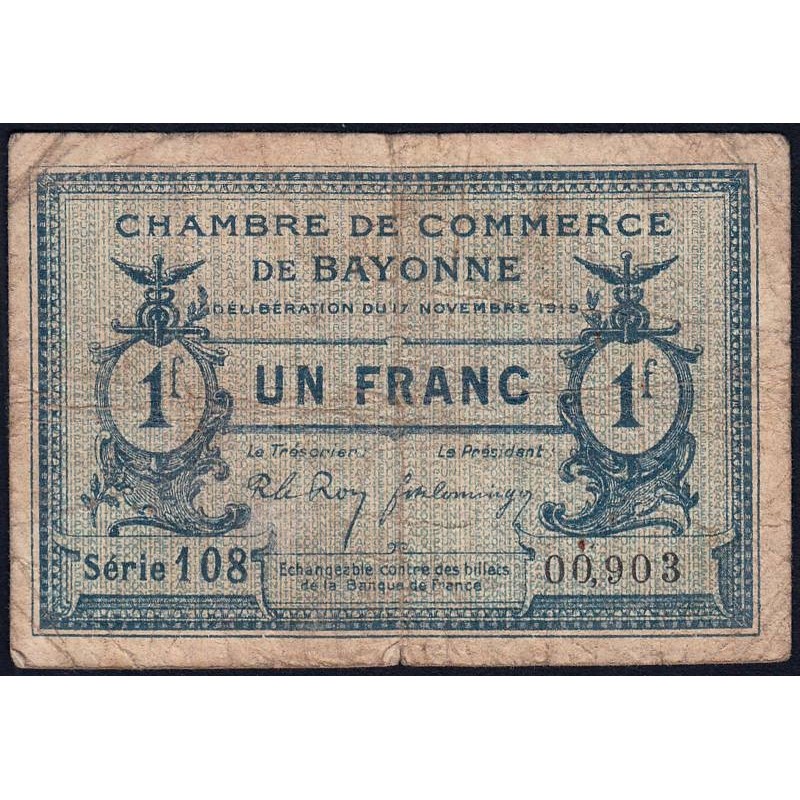 CHAMBRE DE COMMERCE
DE BAYONNE
DÉLIBÉRATION DU 17 NOVEMBRE 1919
1f UN FRANC 1f
Le Trésorier: Le Président:
Série 108 Echangeable contre des billets 00,903
de la Banque de France